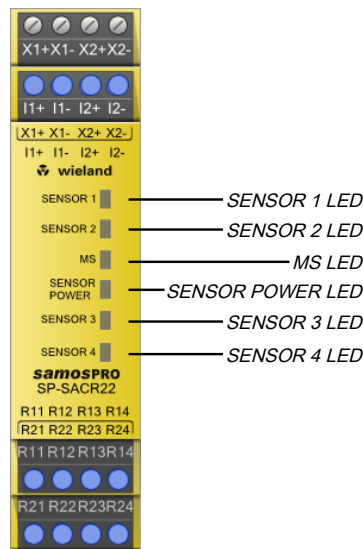 X1+ X1- X2+ X2-
I1+ I1- I2+ I2-
X1+ X1- X2+ X2-
I1+ I1- I2+ I2-
wieland
SENSOR 1 SENSOR 1 LED
SENSOR 2 SENSOR 2 LED
MS MS LED
SENSOR
POWER SENSOR POWER LED
SENSOR 3 SENSOR 3 LED
SENSOR 4 SENSOR 4 LED
samosPRO
SP-SACR22
R11 R12 R13 R14
R21 R22 R23 R24
R11 R12 R13 R14
R21 R22 R23 R24